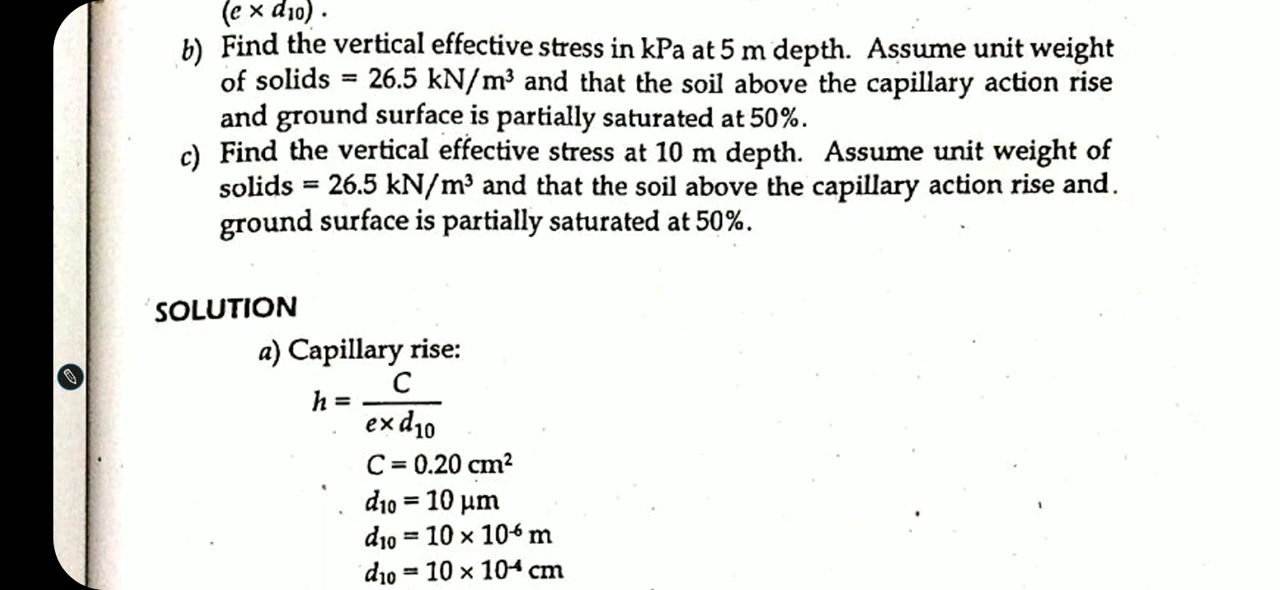 (e × d₁₀) .
b) Find the vertical effective stress in kPa at 5 m depth. Assume unit weight
of solids = 26.5 kN/m³ and that the soil above the capillary action rise
and ground surface is partially saturated at 50%.
c) Find the vertical effective stress at 10 m depth. Assume unit weight of
solids = 26.5 kN/m³ and that the soil above the capillary action rise and.
ground surface is partially saturated at 50%.
SOLUTION
a) Capillary rise:
h = C / e× d₁₀
C = 0.20 cm²
d₁₀ = 10 μm
d₁₀ = 10 × 10⁻⁶ m
d₁₀ = 10 × 10⁻⁴ cm